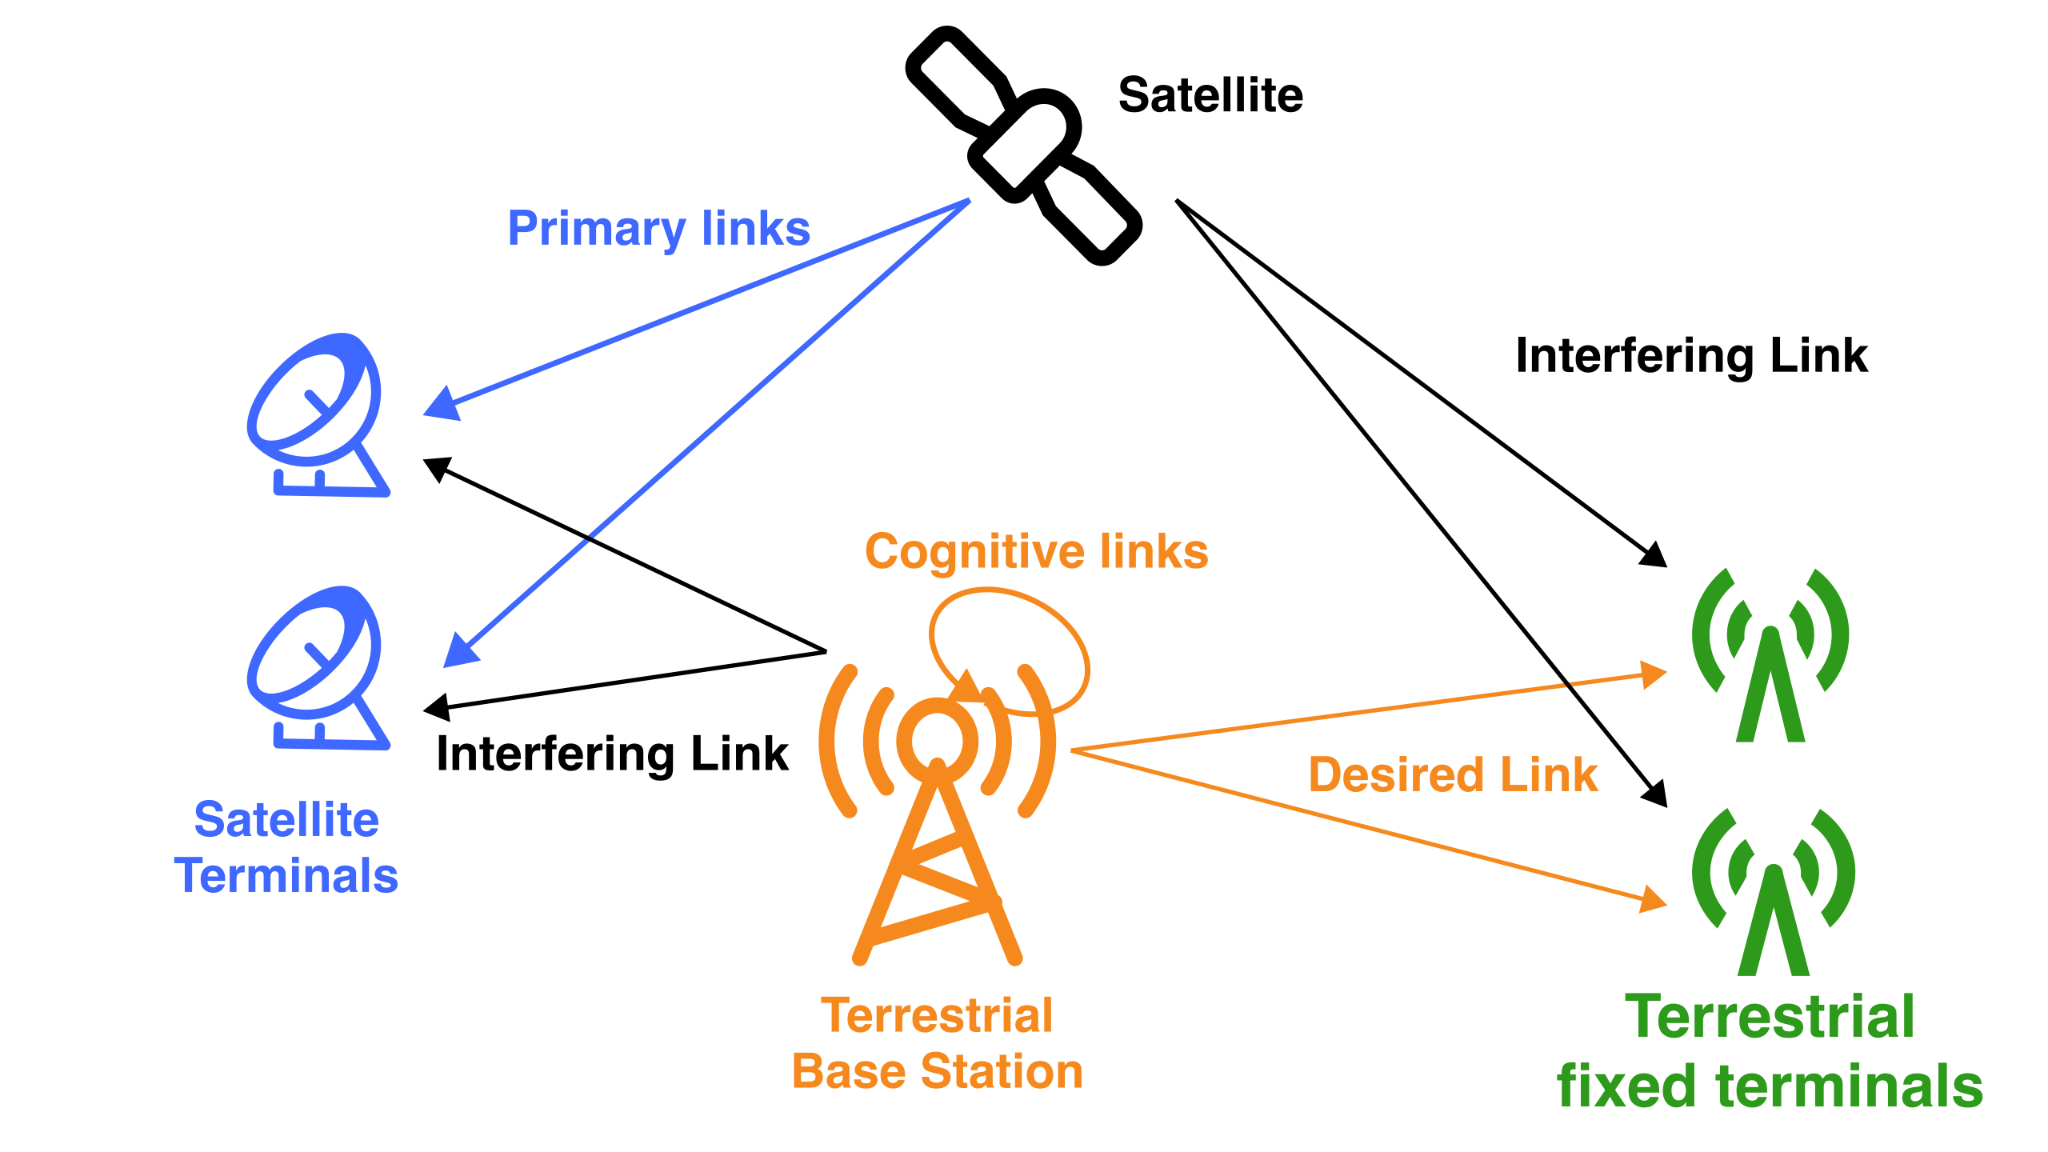 Satellite
Primary links
Interfering Link
Cognitive links
Interfering Link
Desired Link
Satellite
Terminals
Terrestrial
Base Station
Terrestrial
fixed terminals